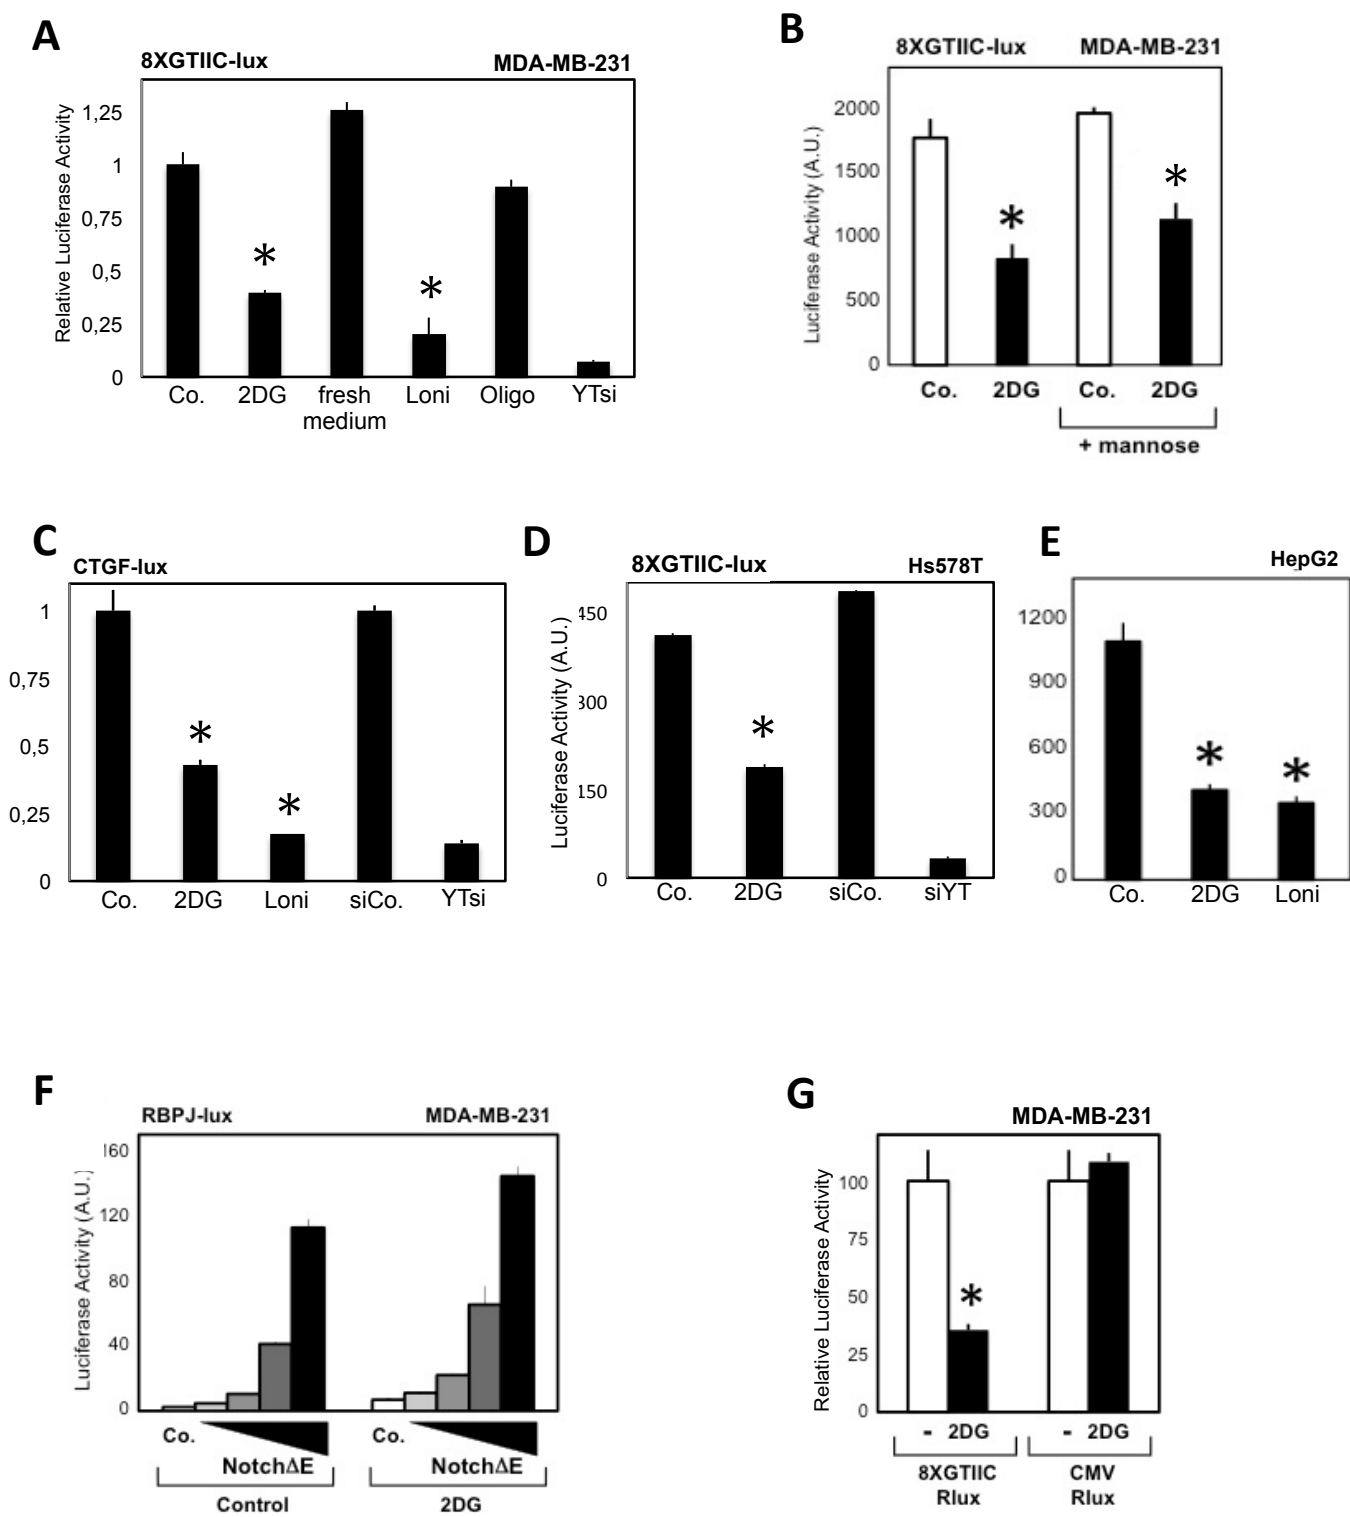 A
8XGTIIC-lux MDA-MB-231
Relative Luciferase Activity
1,25
1
0,75
0,5
0,25
0
*
*
Co. 2DG fresh medium Loni Oligo YTsi
B
8XGTIIC-lux MDA-MB-231
Luciferase Activity (A.U.)
2000
1500
1000
500
0
*
*
Co. 2DG Co. 2DG
+ mannose
C
CTGF-lux
1
0,75
0,5
0,25
0
*
*
Co. 2DG Loni siCo. YTsi
D
8XGTIIC-lux Hs578T
Luciferase Activity (A.U.)
450
300
150
0
*
Co. 2DG siCo. siYT
E
HepG2
1200
900
600
300
0
*
*
Co. 2DG Loni
F
RBPJ-lux MDA-MB-231
Luciferase Activity (A.U.)
160
120
80
40
0
Co. Co.
NotchΔE NotchΔE
Control 2DG
G
MDA-MB-231
Relative Luciferase Activity
100
75
50
25
0
*
- 2DG - 2DG
8XGTIIC CMV
Rlux Rlux